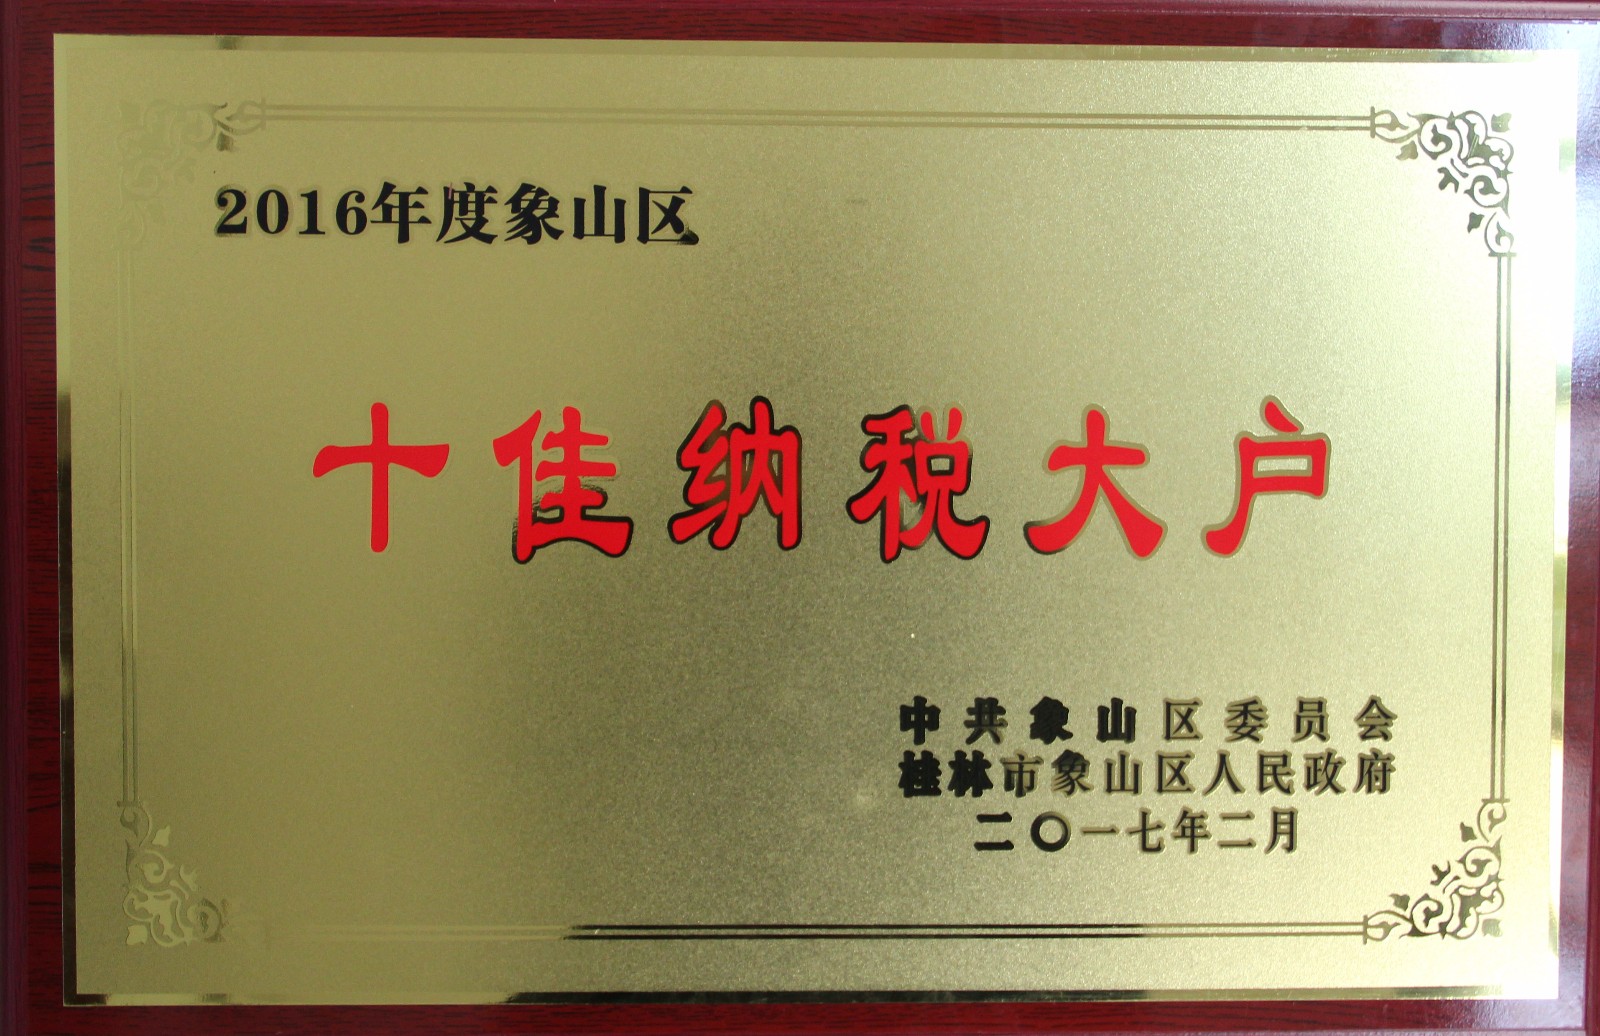 2016年度象山区
十佳纳税大户
中共象山区委员会
桂林市象山区人民政府
二〇一七年二月